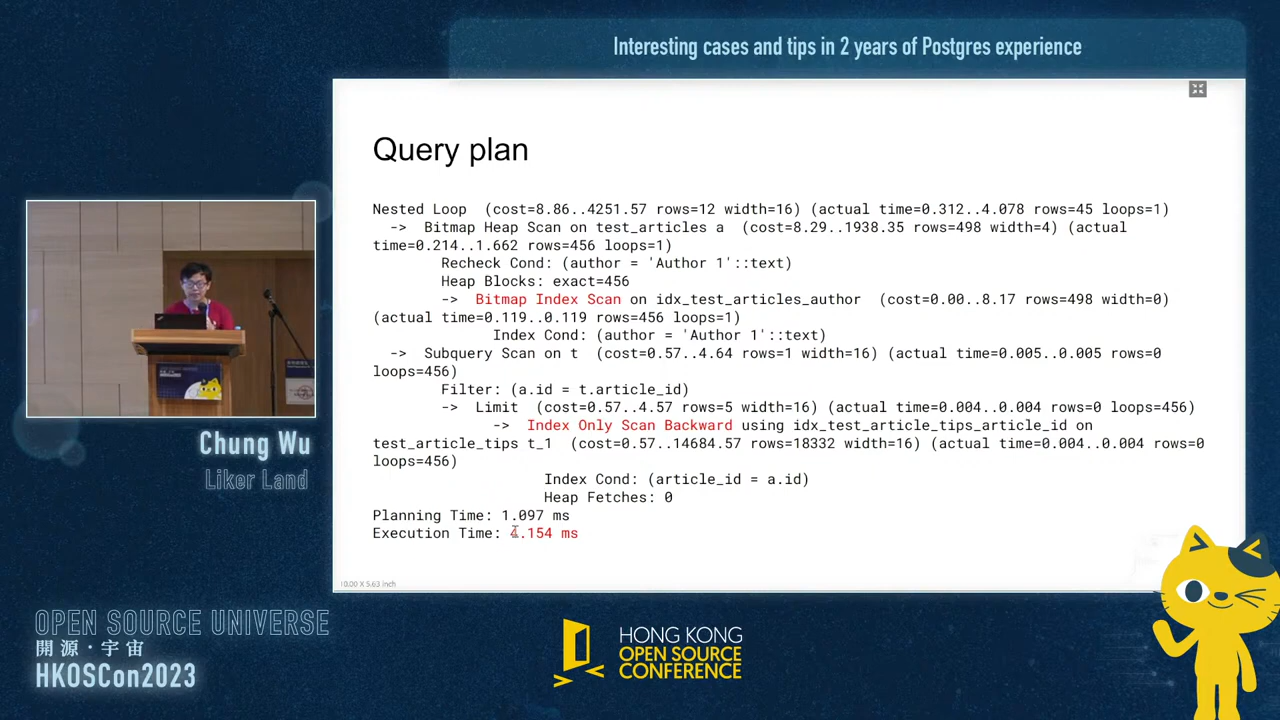 Interesting cases and tips in 2 years of Postgres experience
Query plan
Nested Loop  (cost=8.86..4251.57 rows=12 width=16) (actual time=0.312..4.078 rows=45 loops=1)
  ->  Bitmap Heap Scan on test_articles a  (cost=8.29..1938.35 rows=498 width=4) (actual
time=0.214..1.662 rows=456 loops=1)
        Recheck Cond: (author = 'Author 1'::text)
        Heap Blocks: exact=456
        ->  Bitmap Index Scan on idx_test_articles_author  (cost=0.00..8.17 rows=498 width=0)
(actual time=0.119..0.119 rows=456 loops=1)
              Index Cond: (author = 'Author 1'::text)
  ->  Subquery Scan on t  (cost=0.57..4.64 rows=1 width=16) (actual time=0.005..0.005 rows=0
loops=456)
        Filter: (a.id = t.article_id)
        ->  Limit  (cost=0.57..4.57 rows=5 width=16) (actual time=0.004..0.004 rows=0 loops=456)
              ->  Index Only Scan Backward using idx_test_article_tips_article_id on
test_article_tips t_1  (cost=0.57..14684.57 rows=18332 width=16) (actual time=0.004..0.004 rows=0
loops=456)
                    Index Cond: (article_id = a.id)
                    Heap Fetches: 0
Planning Time: 1.097 ms
Execution Time: 4.154 ms
10.00 X 5.63 inch
Chung Wu
Liker Land
OPEN SOURCE UNIVERSE
開源·宇宙
HKOSCon2023
HONG KONG
OPEN SOURCE
CONFERENCE